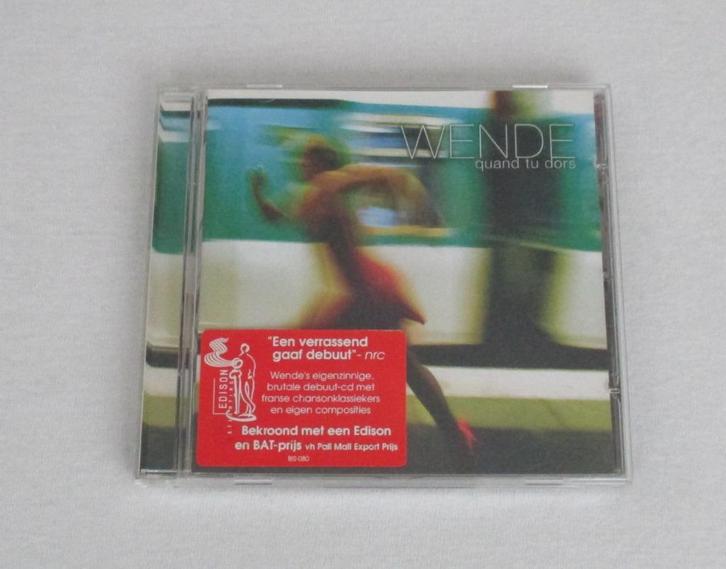 WENDE
quand tu dors
"Een verrassend
gaaf debuut"- nrc
Wende's eigenzinnige,
brutale debuut-cd met
franse chansonklassiekers
en eigen composities
Bekroond met een Edison
en BAT-prijs vh Pall Mall Export Prijs
EDISON